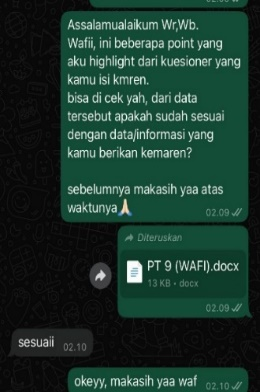 Assalamualaikum Wr,Wb.
Wafii, ini beberapa point yang
aku highlight dari kuesioner yang
kamu isi kmren.
bisa di cek yah, dari data
tersebut apakah sudah sesuai
dengan data/informasi yang
kamu berikan kemaren?
sebelumnya makasih yaa atas
waktunya🙏🏻
02.09
Diteruskan
PT 9 (WAFI).docx
13 KB • docx
02.09
sesuaii 02.10
okeyy, makasih yaa waf 02.10